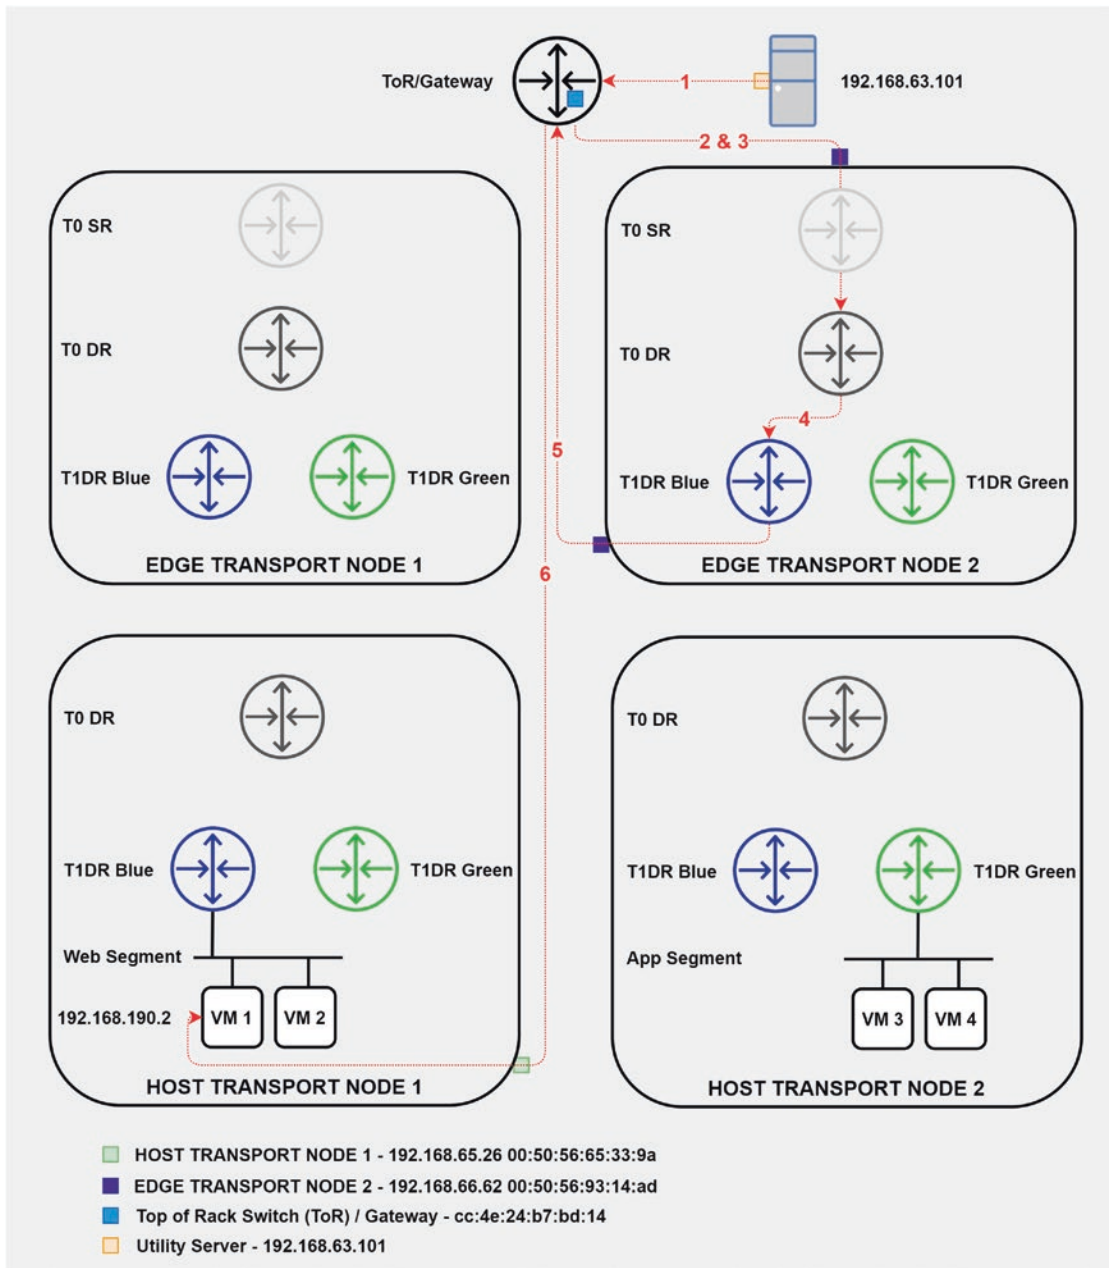 ToR/Gateway
1
192.168.63.101
2 & 3
T0 SR
T0 SR
T0 DR
T0 DR
4
5
T1DR Blue
T1DR Green
T1DR Blue
T1DR Green
EDGE TRANSPORT NODE 1
EDGE TRANSPORT NODE 2
6
T0 DR
T0 DR
T1DR Blue
T1DR Green
T1DR Blue
T1DR Green
Web Segment
App Segment
192.168.190.2
VM 1
VM 2
VM 3
VM 4
HOST TRANSPORT NODE 1
HOST TRANSPORT NODE 2
HOST TRANSPORT NODE 1 - 192.168.65.26 00:50:56:65:33:9a
EDGE TRANSPORT NODE 2 - 192.168.66.62 00:50:56:93:14:ad
Top of Rack Switch (ToR) / Gateway - cc:4e:24:b7:bd:14
Utility Server - 192.168.63.101